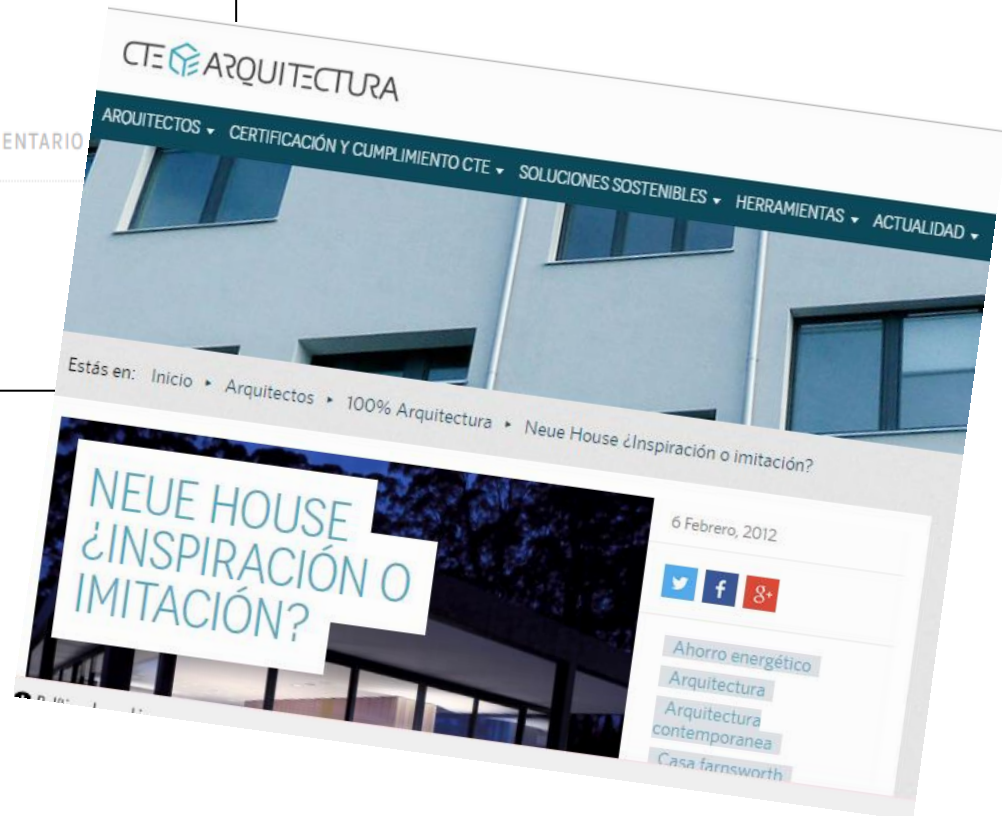 CTE ARQUITECTURA
ENTARIO
ARQUITECTOS CERTIFICACIÓN Y CUMPLIMIENTO CTE SOLUCIONES SOSTENIBLES HERRAMIENTAS ACTUALIDAD
Estás en: Inicio ▸ Arquitectos ▸ 100% Arquitectura ▸ Neue House ¿Inspiración o imitación?
NEUE HOUSE
¿INSPIRACIÓN O
IMITACIÓN?
6 Febrero, 2012
f g+
Ahorro energético
Arquitectura
Arquitectura
contemporanea
Casa farnsworth